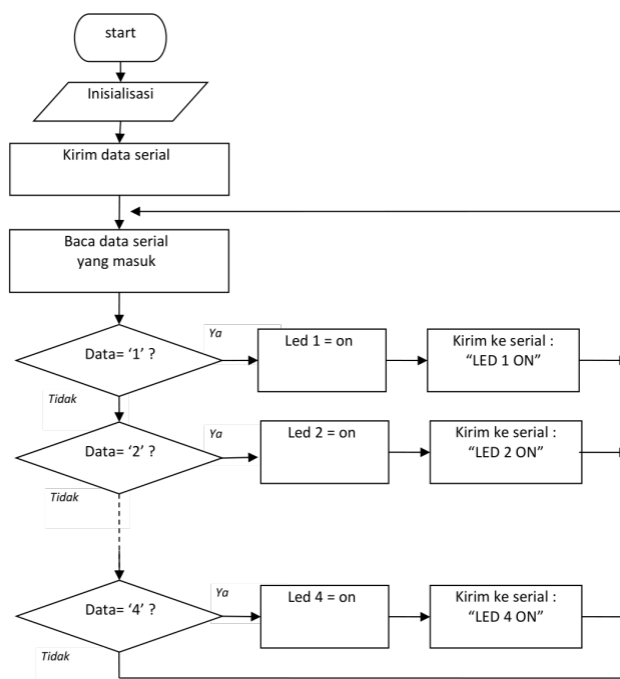 start
Inisialisasi
Kirim data serial
Baca data serial
yang masuk
Data= ‘1’ ?
Ya
Led 1 = on
Kirim ke serial :
“LED 1 ON”
Tidak
Data= ‘2’ ?
Ya
Led 2 = on
Kirim ke serial :
“LED 2 ON”
Tidak
Data= ‘4’ ?
Ya
Led 4 = on
Kirim ke serial :
“LED 4 ON”
Tidak